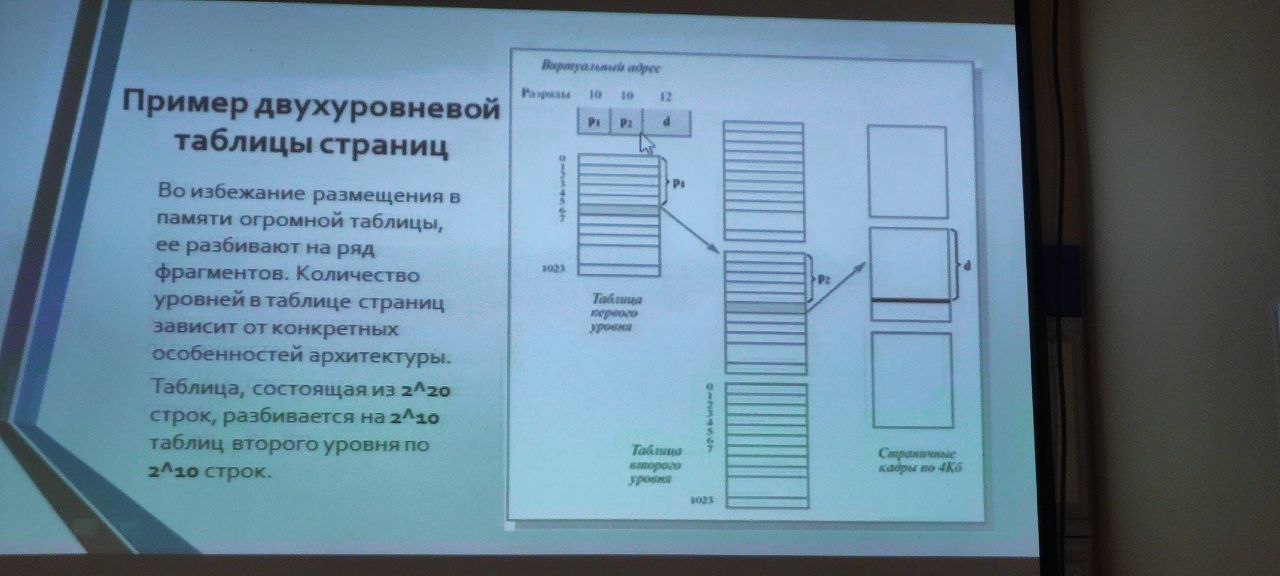 Пример двухуровневой
таблицы страниц
Во избежание размещения в
памяти огромной таблицы,
ее разбивают на ряд
фрагментов. Количество
уровней в таблице страниц
зависит от конкретных
особенностей архитектуры.
Таблица, состоящая из 2^20
строк, разбивается на 2^10
таблиц второго уровня по
2^10 строк.
Виртуальный адрес
Разряды 10 10 12
p1 p2 d
0
1
2
3
4
5
6
7
1023
p1
Таблица
первого
уровня
p2
0
1
2
3
4
5
6
7
1023
Таблица
второго
уровня
d
Страничные
кадры по 4Кб